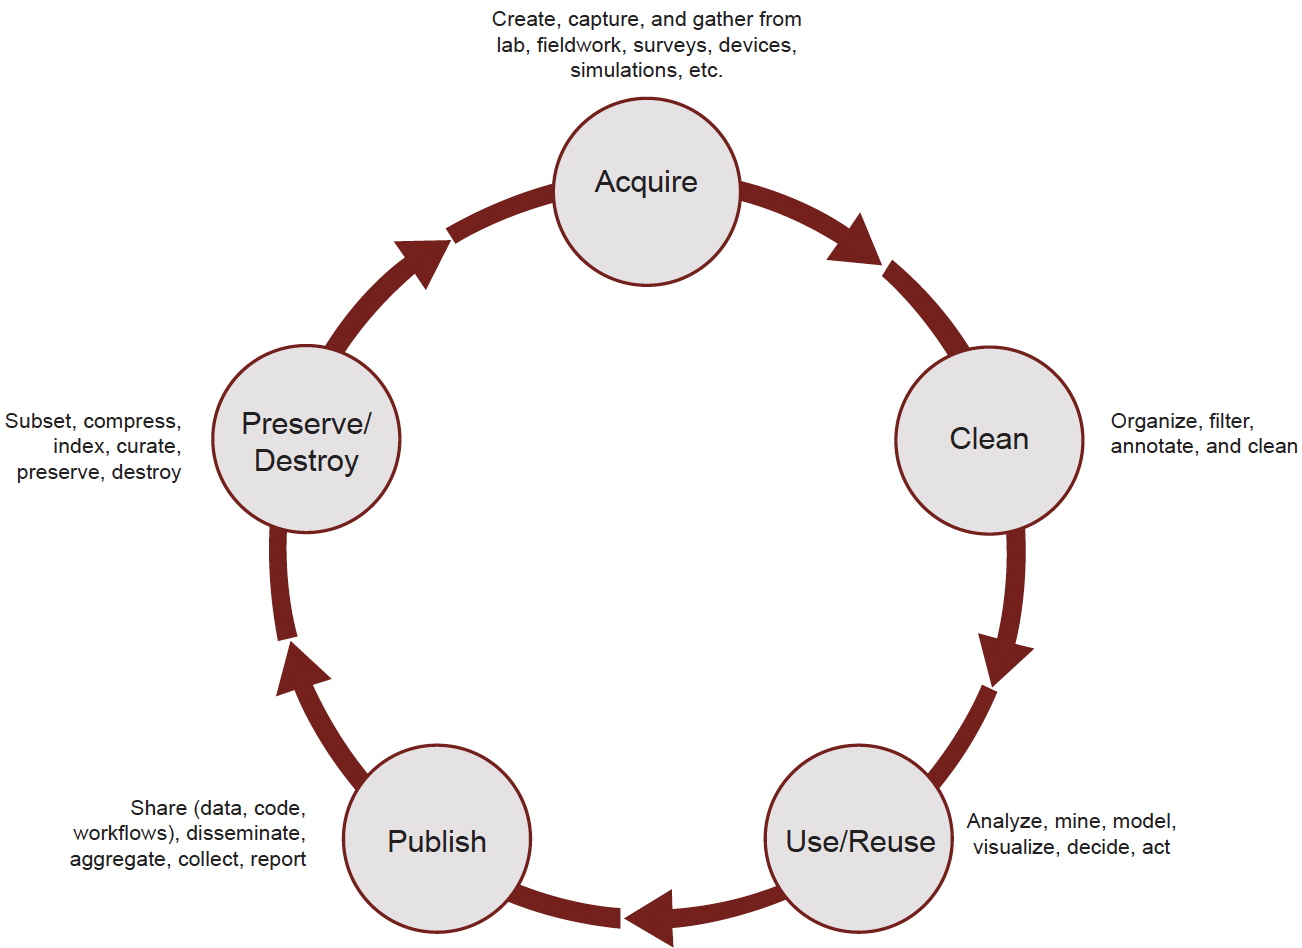 Create, capture, and gather from
lab, fieldwork, surveys, devices,
simulations, etc.
Acquire
Clean
Organize, filter,
annotate, and clean
Use/Reuse
Analyze, mine, model,
visualize, decide, act
Publish
Share (data, code,
workflows), disseminate,
aggregate, collect, report
Preserve/
Destroy
Subset, compress,
index, curate,
preserve, destroy